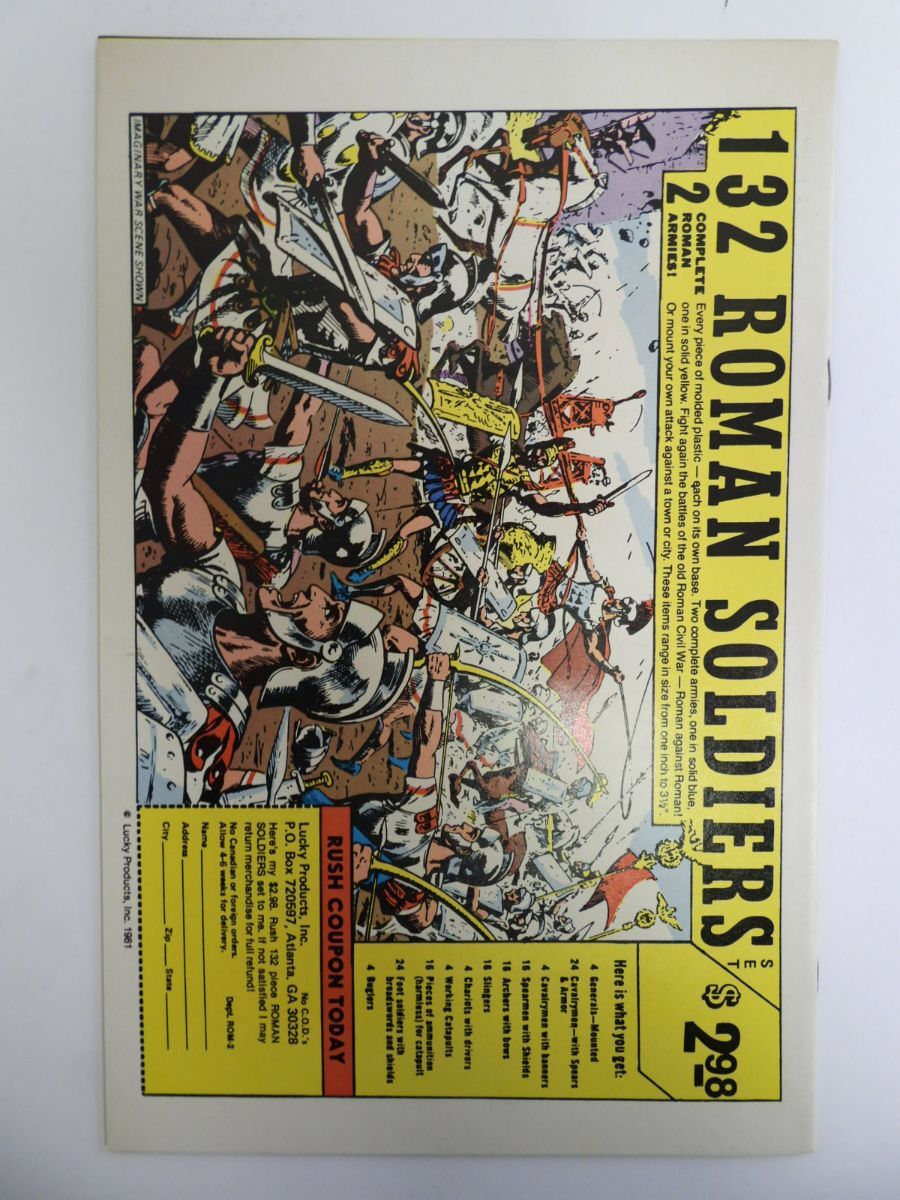 132 ROMAN SOLDIERS SET
$2.98
2 COMPLETE
ROMAN
ARMIES!
Every piece of molded plastic — each on its own base. Two complete armies, one in solid blue,
one in solid yellow. Fight again the battles of the old Roman Civil War — Roman against Roman!
Or mount your own attack against a town or city. These items range in size from one inch to 3½".
IMAGINARY WAR SCENE SHOWN
Here is what you get:
4 Generals—Mounted
24 Cavalrymen—with Spears
& Armor
4 Cavalrymen with banners
16 Spearmen with Shields
16 Archers with bows
16 Slingers
4 Chariots with drivers
4 Working Catapults
16 Pieces of ammunition
(harmless) for catapult
24 Foot soldiers with
broadswords and shields
4 Buglers
RUSH COUPON TODAY
No C.O.D.'s
Lucky Products, Inc.
P.O. Box 720597, Atlanta, GA 30328
Here's my $2.98. Rush 132 piece ROMAN
SOLDIERS set to me. If not satisfied I may
return merchandise for full refund!
No Canadian or foreign orders.
Allow 4-6 weeks for delivery. Dept. ROM-2
Name
Address
City Zip State
© Lucky Products, Inc. 1981